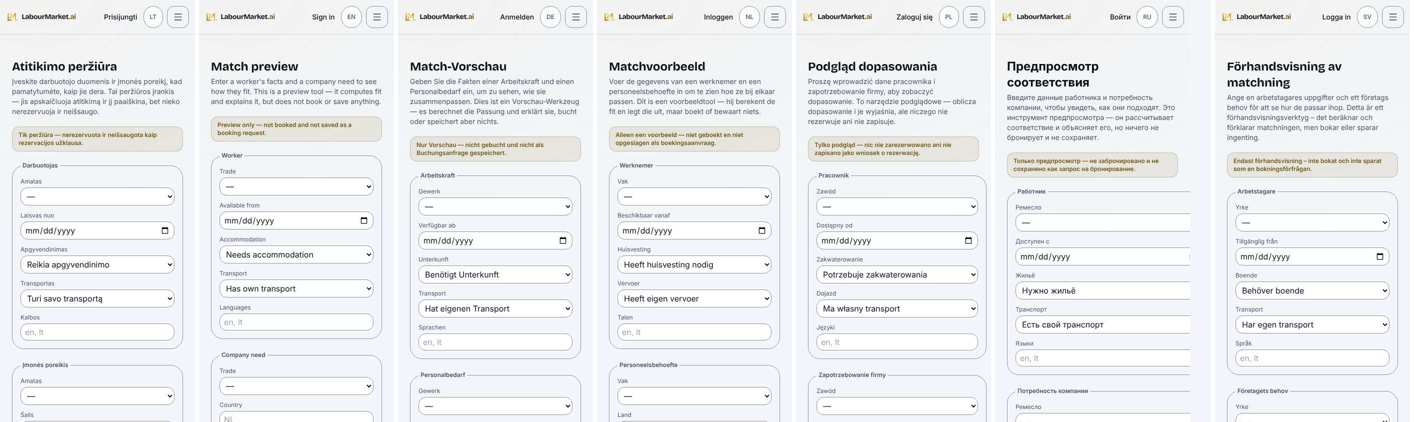 LabourMarket.ai
Prisijungti
LT
Atitikimo peržiūra
Įveskite darbuotojo duomenis ir įmonės poreikį, kad
pamatytumėte, kaip jie dera. Tai peržiūros įrankis
— jis apskaičiuoja atitikimą ir jį paaiškina, bet nieko
nerezervuoja ir neišsaugo.
Tik peržiūra — nerezervuota ir neišsaugota kaip
rezervacijos užklausa.
Darbuotojas
Amatas
—
Laisvas nuo
mm/dd/yyyy
Apgyvendinimas
Reikia apgyvendinimo
Transportas
Turi savo transportą
Kalbos
en, lt
Įmonės poreikis
Amatas
—
Šalis
LabourMarket.ai
Sign in
EN
Match preview
Enter a worker's facts and a company need to see
how they fit. This is a preview tool — it computes fit
and explains it, but does not book or save anything.
Preview only — not booked and not saved as a
booking request.
Worker
Trade
—
Available from
mm/dd/yyyy
Accommodation
Needs accommodation
Transport
Has own transport
Languages
en, lt
Company need
Trade
—
Country
NL
LabourMarket.ai
Anmelden
DE
Match-Vorschau
Geben Sie die Fakten einer Arbeitskraft und einen
Personalbedarf ein, um zu sehen, wie sie
zusammenpassen. Dies ist ein Vorschau-Werkzeug
— es berechnet die Passung und erklärt sie, bucht
oder speichert aber nichts.
Nur Vorschau — nicht gebucht und nicht als
Buchungsanfrage gespeichert.
Arbeitskraft
Gewerk
—
Verfügbar ab
mm/dd/yyyy
Unterkunft
Benötigt Unterkunft
Transport
Hat eigenen Transport
Sprachen
en, lt
Personalbedarf
Gewerk
—
LabourMarket.ai
Inloggen
NL
Matchvoorbeeld
Voer de gegevens van een werknemer en een
personeelsbehoefte in om te zien hoe ze bij elkaar
passen. Dit is een voorbeeldtool — hij berekent de
fit en legt die uit, maar boekt of bewaart niets.
Alleen een voorbeeld — niet geboekt en niet
opgeslagen als boekingsaanvraag.
Werknemer
Vak
—
Beschikbaar vanaf
mm/dd/yyyy
Huisvesting
Heeft huisvesting nodig
Vervoer
Heeft eigen vervoer
Talen
en, lt
Personeelsbehoefte
Vak
—
Land
LabourMarket.ai
Zaloguj się
PL
Podgląd dopasowania
Proszę wprowadzić dane pracownika i
zapotrzebowanie firmy, aby zobaczyć
dopasowanie. To narzędzie podglądowe — oblicza
dopasowanie i je wyjaśnia, ale niczego nie
rezerwuje ani nie zapisuje.
Tylko podgląd — nic nie zarezerwowano ani nie
zapisano jako wniosek o rezerwację.
Pracownik
Zawód
—
Dostępny od
mm/dd/yyyy
Zakwaterowanie
Potrzebuje zakwaterowania
Dojazd
Ma własny transport
Języki
en, lt
Zapotrzebowanie firmy
Zawód
—
LabourMarket.ai
Войти
RU
Предпросмотр
соответствия
Введите данные работника и потребность
компании, чтобы увидеть, как они подходят. Это
инструмент предпросмотра — он рассчитывает
соответствие и объясняет его, но ничего не
бронирует и не сохраняет.
Только предпросмотр — не забронировано и не
сохранено как запрос на бронирование.
Работник
Ремесло
—
Доступен с
mm/dd/yyyy
Жильё
Нужно жильё
Транспорт
Есть свой транспорт
Языки
en, lt
Потребность компании
Ремесло
LabourMarket.ai
Logga in
SV
Förhandsvisning av
matchning
Ange en arbetstagares uppgifter och ett företags
behov för att se hur de passar ihop. Detta är ett
förhandsvisningsverktyg – det beräknar och
förklarar matchningen, men bokar eller sparar
ingenting.
Endast förhandsvisning – inte bokat och inte sparat
som en bokningsförfrågan.
Arbetstagare
Yrke
—
Tillgänglig från
mm/dd/yyyy
Boende
Behöver boende
Transport
Har egen transport
Språk
en, lt
Företagets behov
Yrke